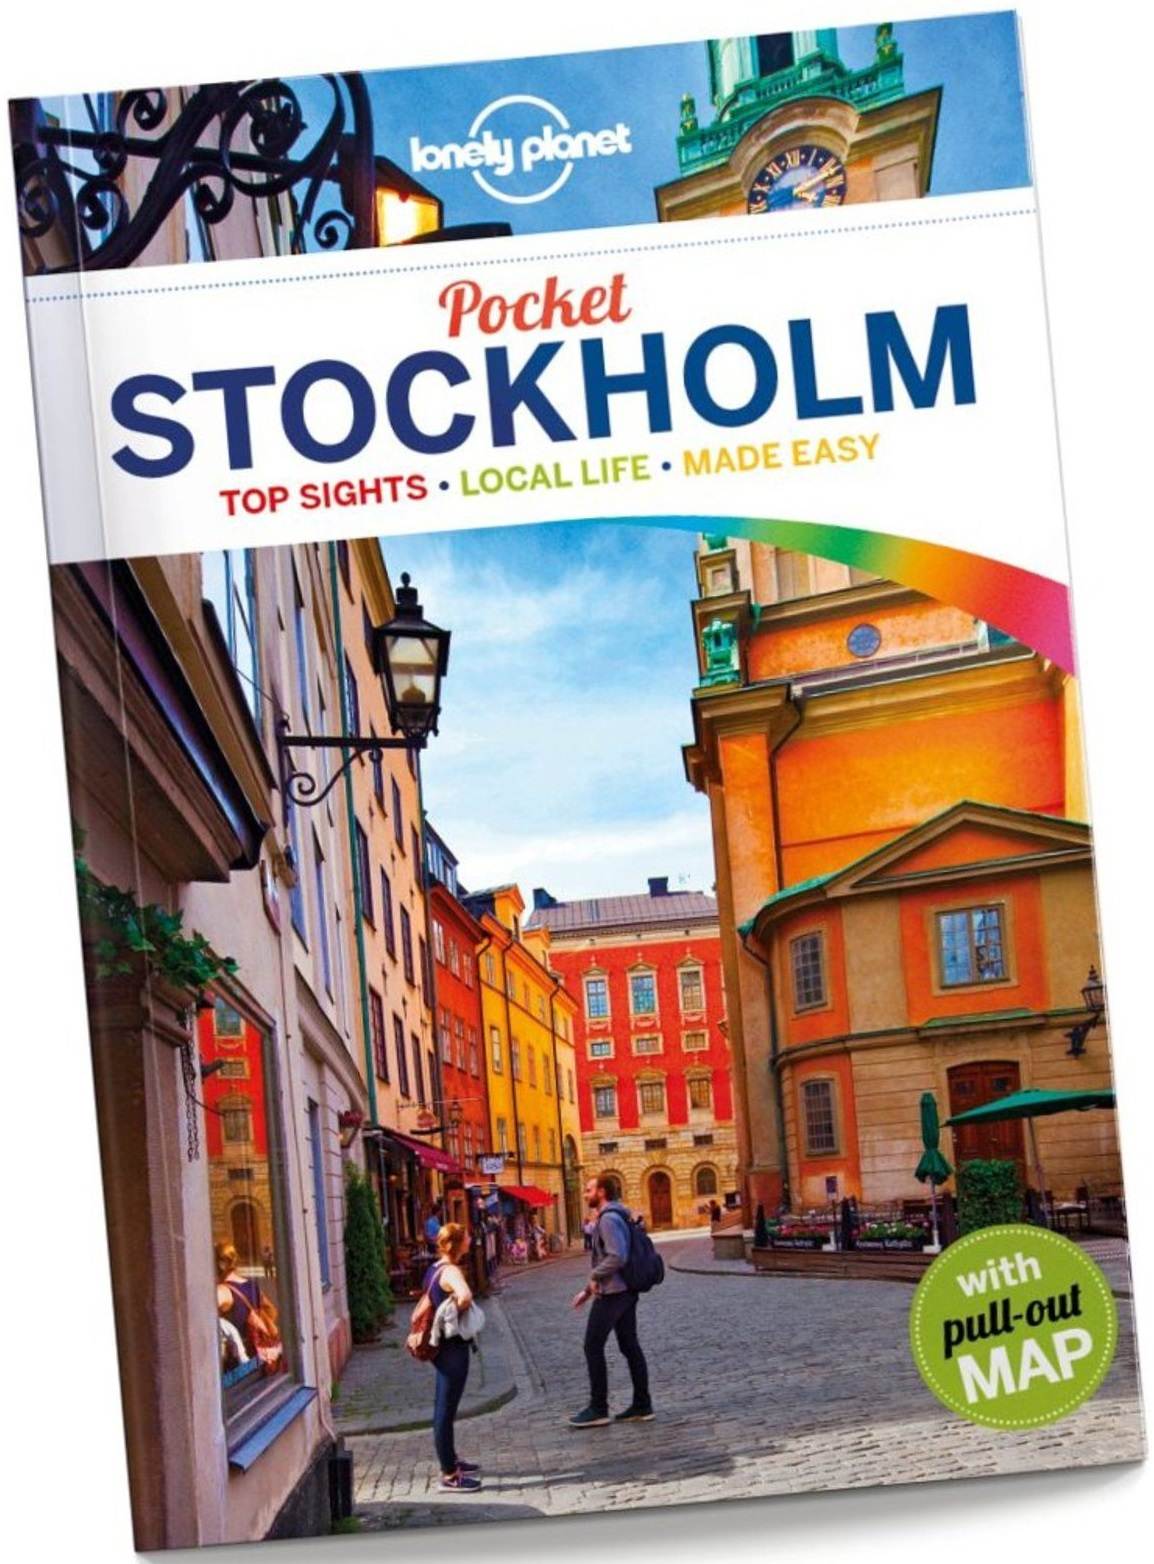 lonely planet
Pocket
STOCKHOLM
TOP SIGHTS • LOCAL LIFE • MADE EASY
with
pull-out
MAP